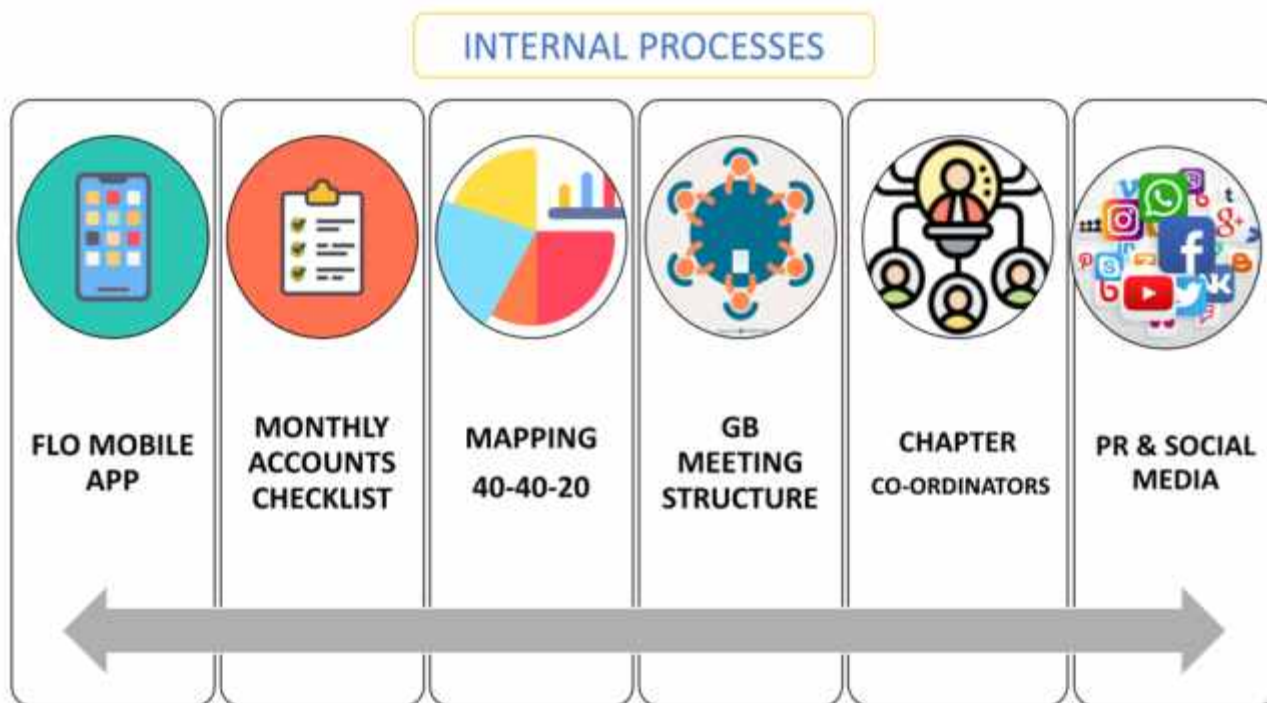 INTERNAL PROCESSES
FLO MOBILE
APP
MONTHLY
ACCOUNTS
CHECKLIST
MAPPING
40-40-20
GB
MEETING
STRUCTURE
CHAPTER
CO-ORDINATORS
PR & SOCIAL
MEDIA